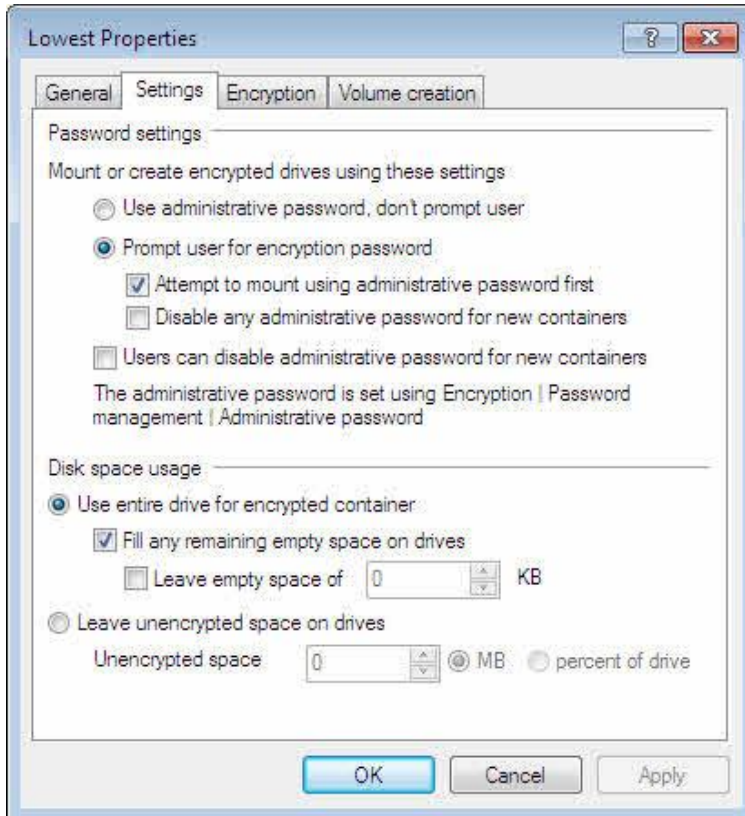 Lowest Properties
General Settings Encryption Volume creation
Password settings
Mount or create encrypted drives using these settings
Use administrative password, don't prompt user
Prompt user for encryption password
Attempt to mount using administrative password first
Disable any administrative password for new containers
Users can disable administrative password for new containers
The administrative password is set using Encryption | Password
management | Administrative password
Disk space usage
Use entire drive for encrypted container
Fill any remaining empty space on drives
Leave empty space of 0 KB
Leave unencrypted space on drives
Unencrypted space 0 MB percent of drive
OK Cancel Apply